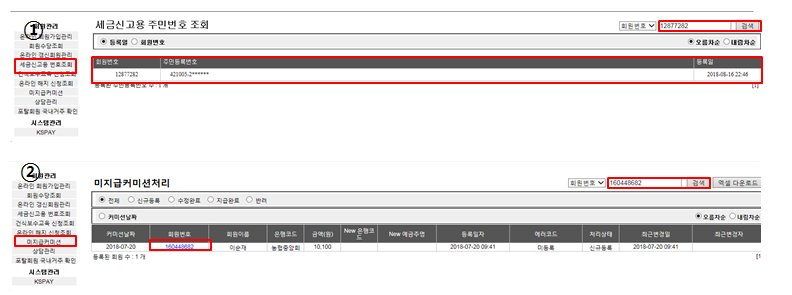 ①
회원관리
온라인 회원가입관리
회원수당조회
온라인 갱신회원관리
세금신고용 번호조회
건식보수교육 신청조회
온라인 해지 신청조회
미지급커미션
상담관리
포탈회원 국내거주 확인
시스템관리
KSPAY
세금신고용 주민번호 조회
회원번호 12877282 검색
등록일 회원번호 오름차순 내림차순
회원번호 주민등록번호 등록일
12877282 421005-2****** 2018-08-16 22:46
등록된 주민등록번호 수 : 1 개 [1]
②
회원관리
온라인 회원가입관리
회원수당조회
온라인 갱신회원관리
세금신고용 번호조회
건식보수교육 신청조회
온라인 해지 신청조회
미지급커미션
상담관리
포탈회원 국내거주 확인
시스템관리
KSPAY
미지급커미션처리
회원번호 160448682 검색 엑셀 다운로드
전체 신규등록 수정완료 지급완료 반려
커미션날짜 오름차순 내림차순
커미션날짜 회원번호 회원이름 은행코드 금액(원) New 은행코드 New 예금주명 등록일자 에러코드 처리상태 최근변경일 최근변경자
2018-07-20 160448682 이순재 농협중앙회 10,100 2018-07-20 09:41 미등록 신규등록 2018-07-20 09:41
등록된 회원 수 : 1 개 [1